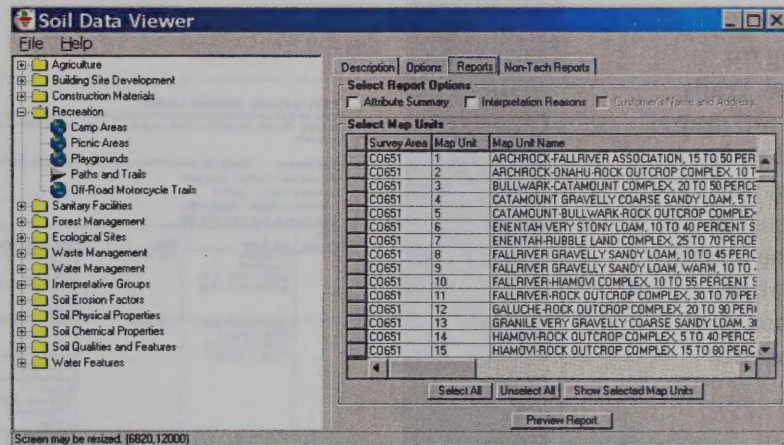 Soil Data Viewer
File Help
Agriculture
Building Site Development
Construction Materials
Recreation
Camp Areas
Picnic Areas
Playgrounds
Paths and Trails
Off-Road Motorcycle Trails
Sanitary Facilities
Forest Management
Ecological Sites
Waste Management
Water Management
Interpretative Groups
Soil Erosion Factors
Soil Physical Properties
Soil Chemical Properties
Soil Qualities and Features
Water Features
Description Options Reports Non-Tech Reports
Select Report Options
Attribute Summary Interpretation Reasons Customer's Name and Address
Select Map Units
Survey Area Map Unit Map Unit Name
CO651 1 ARCHROCK-FALLRIVER ASSOCIATION, 15 TO 50 PER
CO651 2 ARCHROCK-ONAHU-ROCK OUTCROP COMPLEX, 10 T
CO651 3 BULLWARK-CATAMOUNT COMPLEX, 20 TO 50 PERCE
CO651 4 CATAMOUNT GRAVELLY COARSE SANDY LOAM, 5 TO
CO651 5 CATAMOUNT-BULLWARK-ROCK OUTCROP COMPLEX
CO651 6 ENENTAH VERY STONY LOAM, 10 TO 40 PERCENT S
CO651 7 ENENTAH-RUBBLE LAND COMPLEX, 25 TO 70 PERCE
CO651 8 FALLRIVER GRAVELLY SANDY LOAM, 10 TO 45 PERC
CO651 9 FALLRIVER GRAVELLY SANDY LOAM, WARM, 10 TO
CO651 10 FALLRIVER-HIAMOVI COMPLEX, 10 TO 55 PERCENT S
CO651 11 FALLRIVER-ROCK OUTCROP COMPLEX, 30 TO 70 PER
CO651 12 GALUCHE-ROCK OUTCROP COMPLEX, 20 TO 90 PER
CO651 13 GRANILE VERY GRAVELLY COARSE SANDY LOAM, 3
CO651 14 HIAMOVI-ROCK OUTCROP COMPLEX, 5 TO 40 PERCE
CO651 15 HIAMOVI-ROCK OUTCROP COMPLEX, 15 TO 80 PERC
Select All Unselect All Show Selected Map Units
Preview Report
Screen may be resized. (6820,12000)